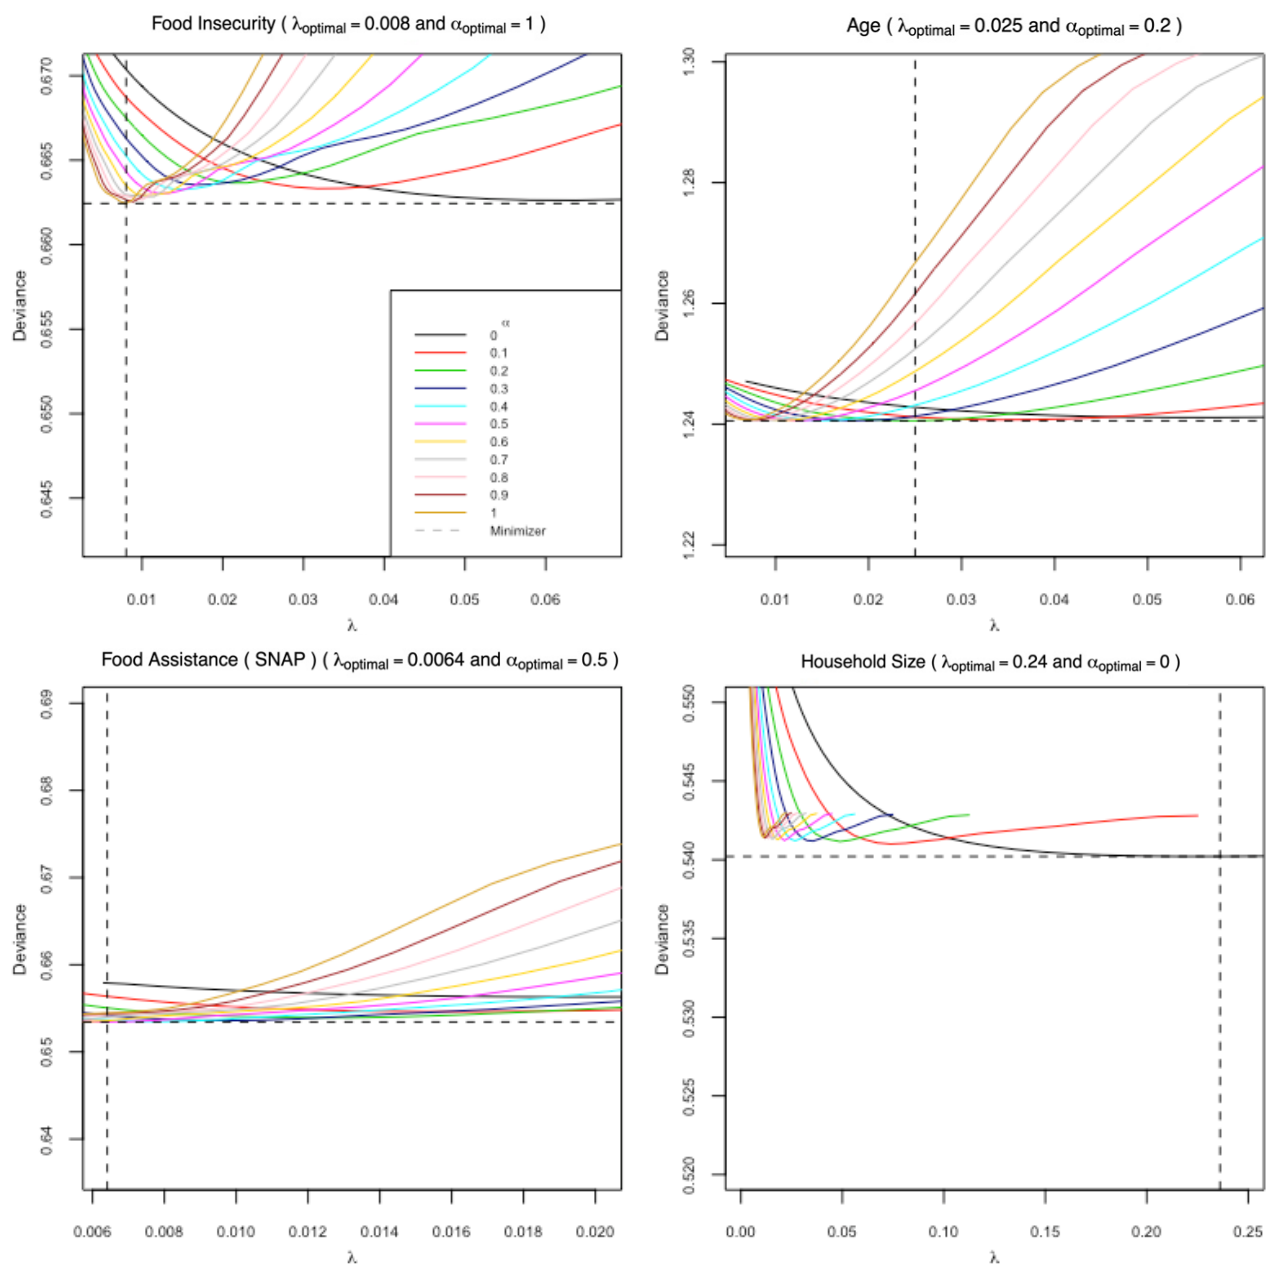 Food Insecurity ( λoptimal = 0.008 and αoptimal = 1 )
Deviance
0.670
0.665
0.660
0.655
0.650
0.645
α
0
0.1
0.2
0.3
0.4
0.5
0.6
0.7
0.8
0.9
1
Minimizer
0.01 0.02 0.03 0.04 0.05 0.06
λ
Age ( λoptimal = 0.025 and αoptimal = 0.2 )
Deviance
1.30
1.28
1.26
1.24
1.22
0.01 0.02 0.03 0.04 0.05 0.06
λ
Food Assistance ( SNAP ) ( λoptimal = 0.0064 and αoptimal = 0.5 )
Deviance
0.69
0.68
0.67
0.66
0.65
0.64
0.006 0.008 0.010 0.012 0.014 0.016 0.018 0.020
λ
Household Size ( λoptimal = 0.24 and αoptimal = 0 )
Deviance
0.550
0.545
0.540
0.535
0.530
0.525
0.520
0.00 0.05 0.10 0.15 0.20 0.25
λ